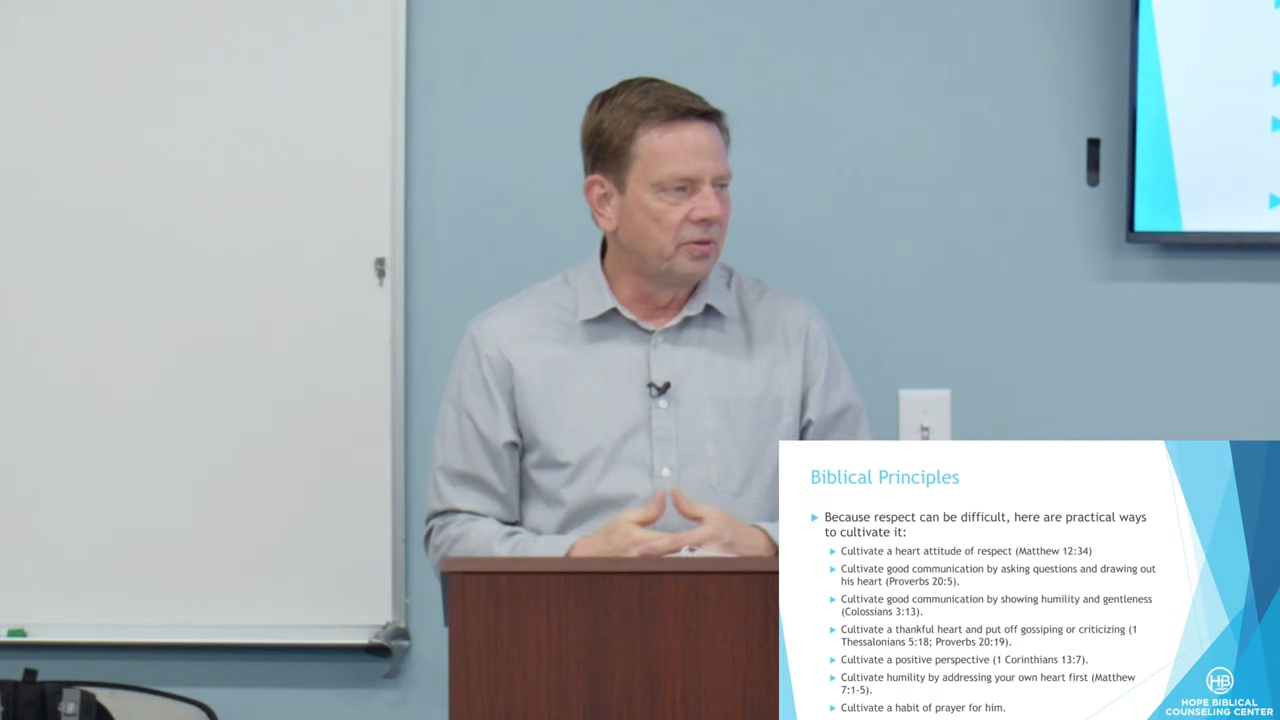 Biblical Principles
Because respect can be difficult, here are practical ways
to cultivate it:
Cultivate a heart attitude of respect (Matthew 12:34)
Cultivate good communication by asking questions and drawing out
his heart (Proverbs 20:5).
Cultivate good communication by showing humility and gentleness
(Colossians 3:13).
Cultivate a thankful heart and put off gossiping or criticizing (1
Thessalonians 5:18; Proverbs 20:19).
Cultivate a positive perspective (1 Corinthians 13:7).
Cultivate humility by addressing your own heart first (Matthew
7:1-5).
Cultivate a habit of prayer for him.
HB
HOPE BIBLICAL
COUNSELING CENTER